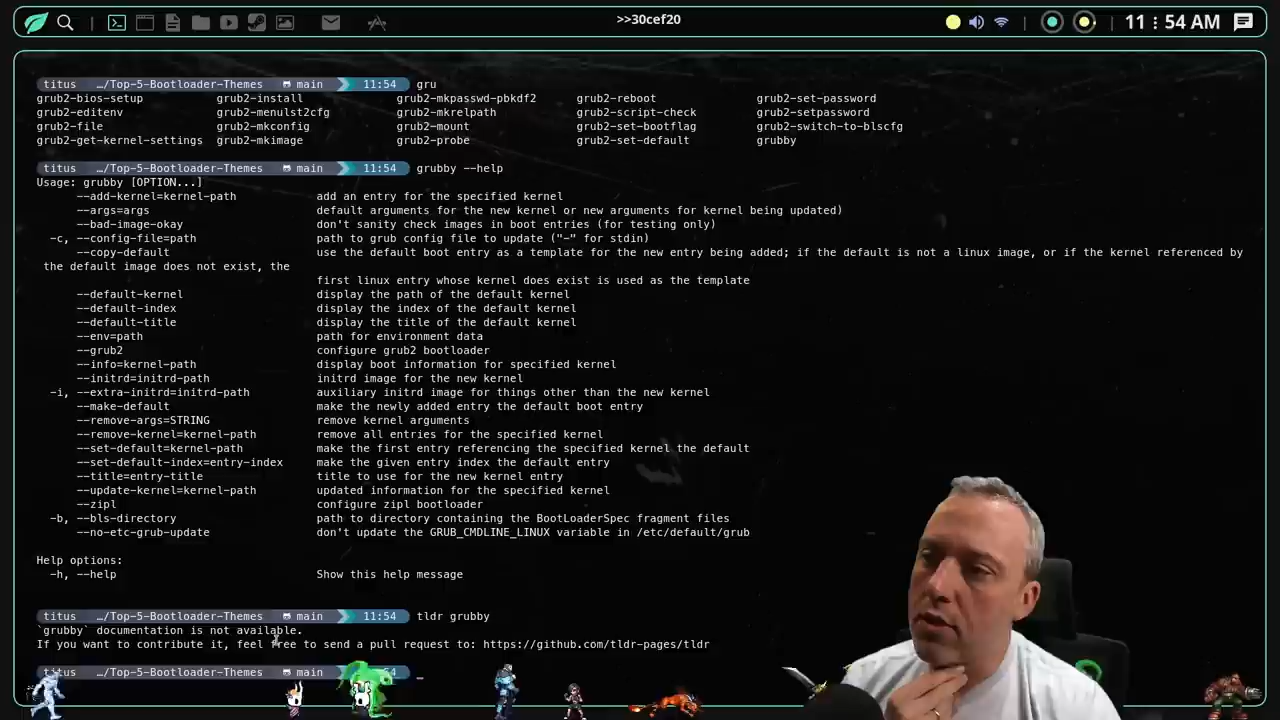 >>30cef20
11 : 54 AM
titus …/Top-5-Bootloader-Themes main 11:54 gru
grub2-bios-setup grub2-install grub2-mkpasswd-pbkdf2 grub2-reboot grub2-set-password
grub2-editenv grub2-menulst2cfg grub2-mkrelpath grub2-script-check grub2-setpassword
grub2-file grub2-mkconfig grub2-mount grub2-set-bootflag grub2-switch-to-blscfg
grub2-get-kernel-settings grub2-mkimage grub2-probe grub2-set-default grubby
titus …/Top-5-Bootloader-Themes main 11:54 grubby --help
Usage: grubby [OPTION...]
--add-kernel=kernel-path add an entry for the specified kernel
--args=args default arguments for the new kernel or new arguments for kernel being updated)
--bad-image-okay don't sanity check images in boot entries (for testing only)
-c, --config-file=path path to grub config file to update ("-" for stdin)
--copy-default use the default boot entry as a template for the new entry being added; if the default is not a linux image, or if the kernel referenced by
the default image does not exist, the
first linux entry whose kernel does exist is used as the template
--default-kernel display the path of the default kernel
--default-index display the index of the default kernel
--default-title display the title of the default kernel
--env=path path for environment data
--grub2 configure grub2 bootloader
--info=kernel-path display boot information for specified kernel
--initrd=initrd-path initrd image for the new kernel
-i, --extra-initrd=initrd-path auxiliary initrd image for things other than the new kernel
--make-default make the newly added entry the default boot entry
--remove-args=STRING remove kernel arguments
--remove-kernel=kernel-path remove all entries for the specified kernel
--set-default=kernel-path make the first entry referencing the specified kernel the default
--set-default-index=entry-index make the given entry index the default entry
--title=entry-title title to use for the new kernel entry
--update-kernel=kernel-path updated information for the specified kernel
--zipl configure zipl bootloader
-b, --bls-directory path to directory containing the BootLoaderSpec fragment files
--no-etc-grub-update don't update the GRUB_CMDLINE_LINUX variable in /etc/default/grub
Help options:
-h, --help Show this help message
titus …/Top-5-Bootloader-Themes main 11:54 tldr grubby
`grubby` documentation is not available.
If you want to contribute it, feel free to send a pull request to: https://github.com/tldr-pages/tldr
titus …/Top-5-Bootloader-Themes main 11:54